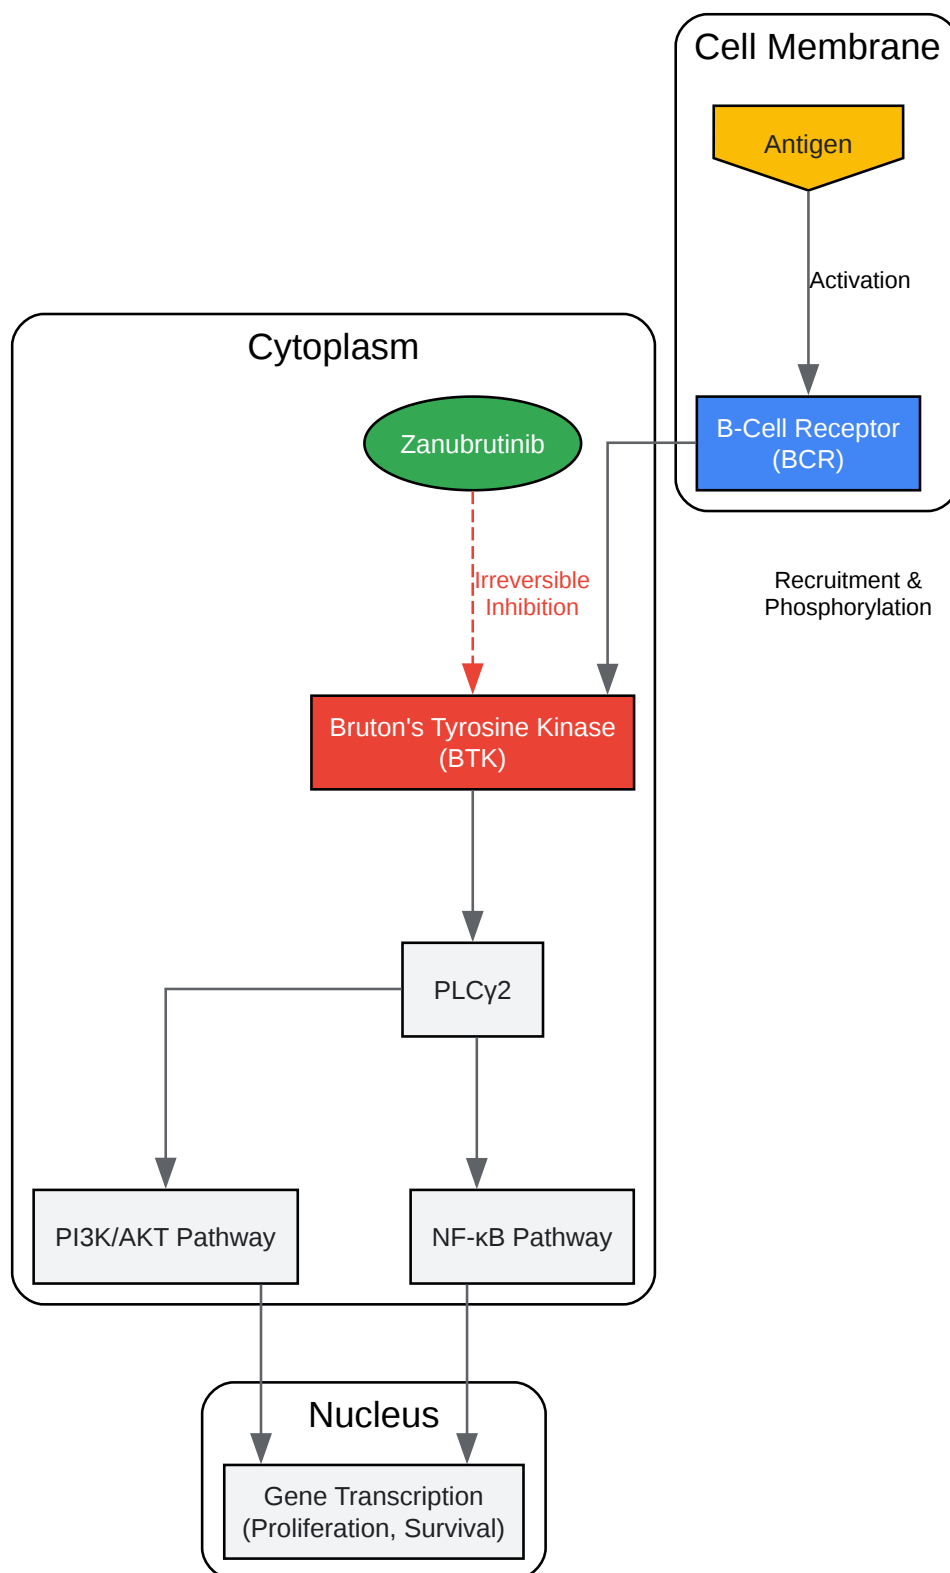 Cell Membrane
Antigen
Activation
Cytoplasm
Zanubrutinib
B-Cell Receptor
(BCR)
Irreversible
Inhibition
Recruitment &
Phosphorylation
Bruton's Tyrosine Kinase
(BTK)
PLCγ2
PI3K/AKT Pathway
NF-κB Pathway
Nucleus
Gene Transcription
(Proliferation, Survival)